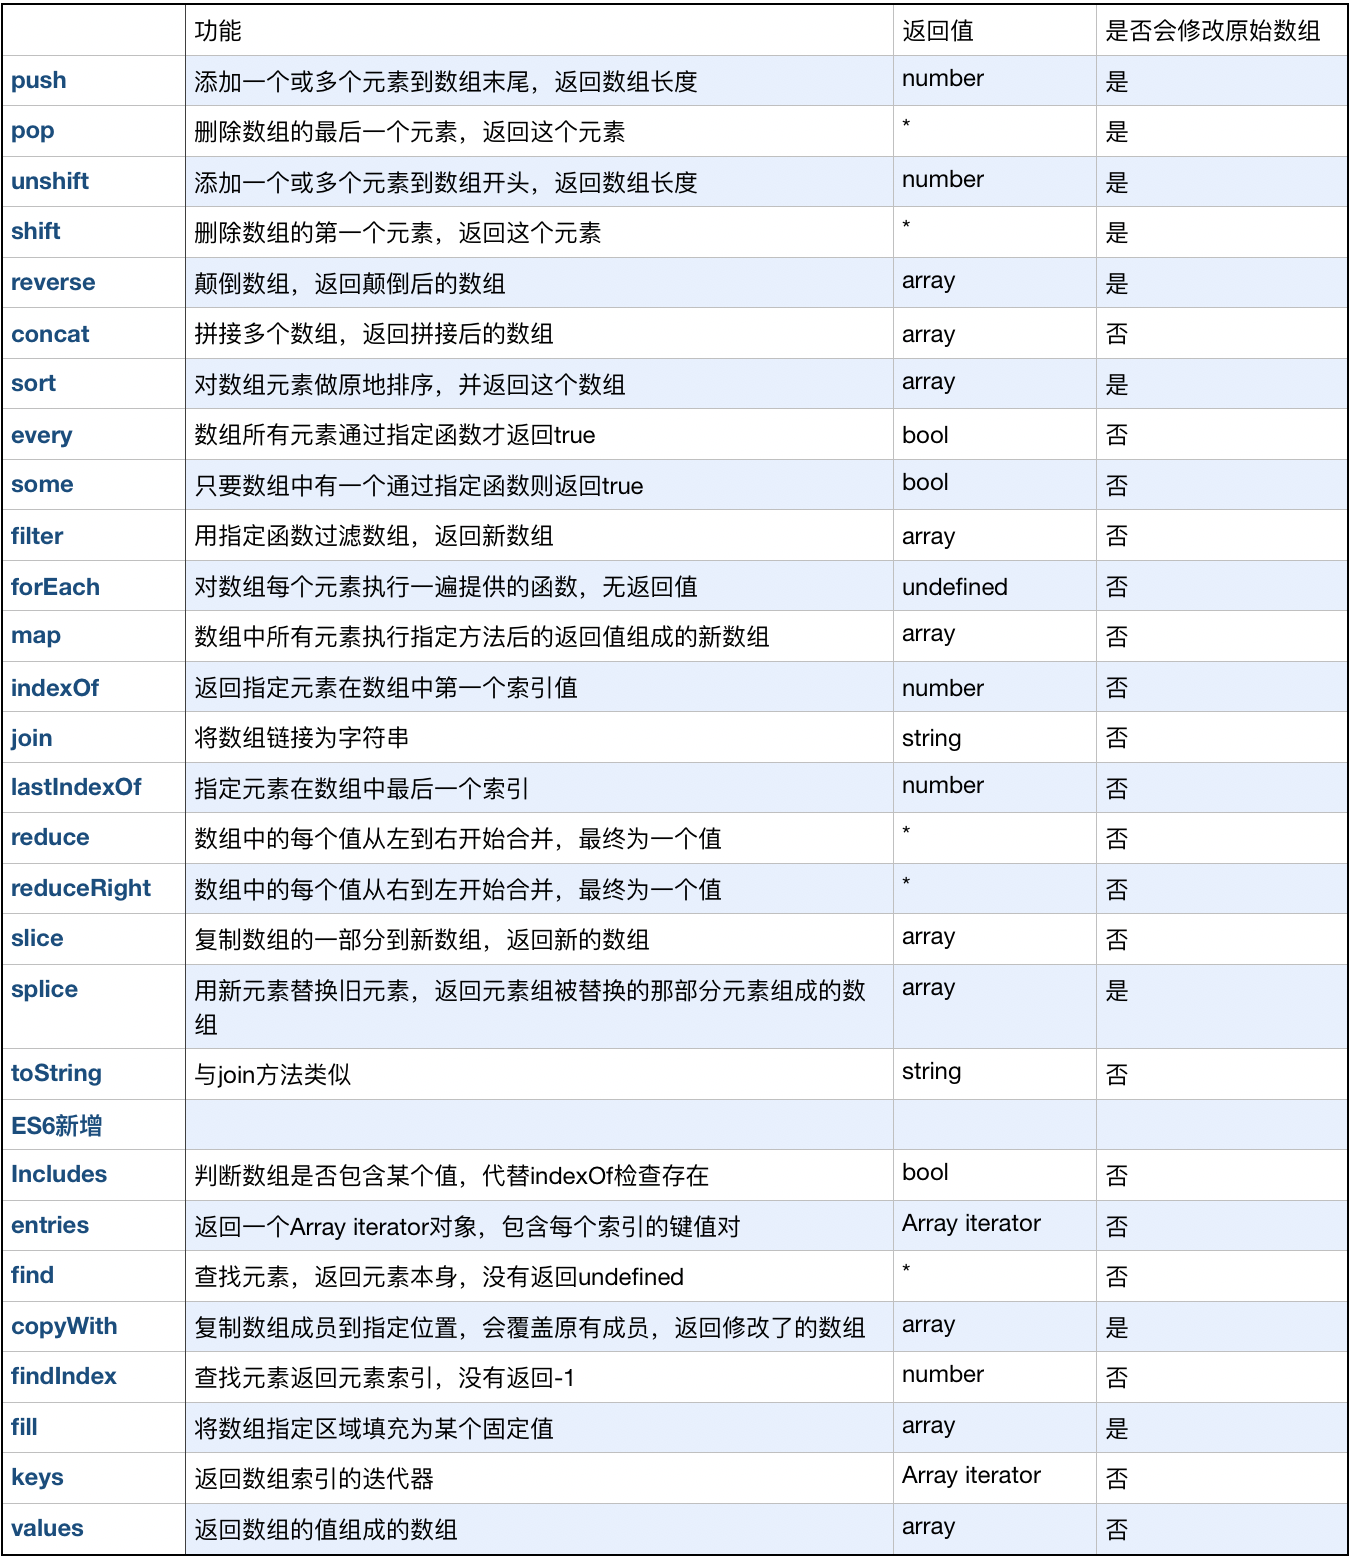 功能 返回值 是否会修改原始数组
push 添加一个或多个元素到数组末尾，返回数组长度 number 是
pop 删除数组的最后一个元素，返回这个元素 * 是
unshift 添加一个或多个元素到数组开头，返回数组长度 number 是
shift 删除数组的第一个元素，返回这个元素 * 是
reverse 颠倒数组，返回颠倒后的数组 array 是
concat 拼接多个数组，返回拼接后的数组 array 否
sort 对数组元素做原地排序，并返回这个数组 array 是
every 数组所有元素通过指定函数才返回true bool 否
some 只要数组中有一个通过指定函数则返回true bool 否
filter 用指定函数过滤数组，返回新数组 array 否
forEach 对数组每个元素执行一遍提供的函数，无返回值 undefined 否
map 数组中所有元素执行指定方法后的返回值组成的新数组 array 否
indexOf 返回指定元素在数组中第一个索引值 number 否
join 将数组链接为字符串 string 否
lastIndexOf 指定元素在数组中最后一个索引 number 否
reduce 数组中的每个值从左到右开始合并，最终为一个值 * 否
reduceRight 数组中的每个值从右到左开始合并，最终为一个值 * 否
slice 复制数组的一部分到新数组，返回新的数组 array 否
splice 用新元素替换旧元素，返回元素组被替换的那部分元素组成的数 array 是
组
toString 与join方法类似 string 否
ES6新增
Includes 判断数组是否包含某个值，代替indexOf检查存在 bool 否
entries 返回一个Array iterator对象，包含每个索引的键值对 Array iterator 否
find 查找元素，返回元素本身，没有返回undefined * 否
copyWith 复制数组成员到指定位置，会覆盖原有成员，返回修改了的数组 array 是
findIndex 查找元素返回元素索引，没有返回-1 number 否
fill 将数组指定区域填充为某个固定值 array 是
keys 返回数组索引的迭代器 Array iterator 否
values 返回数组的值组成的数组 array 否